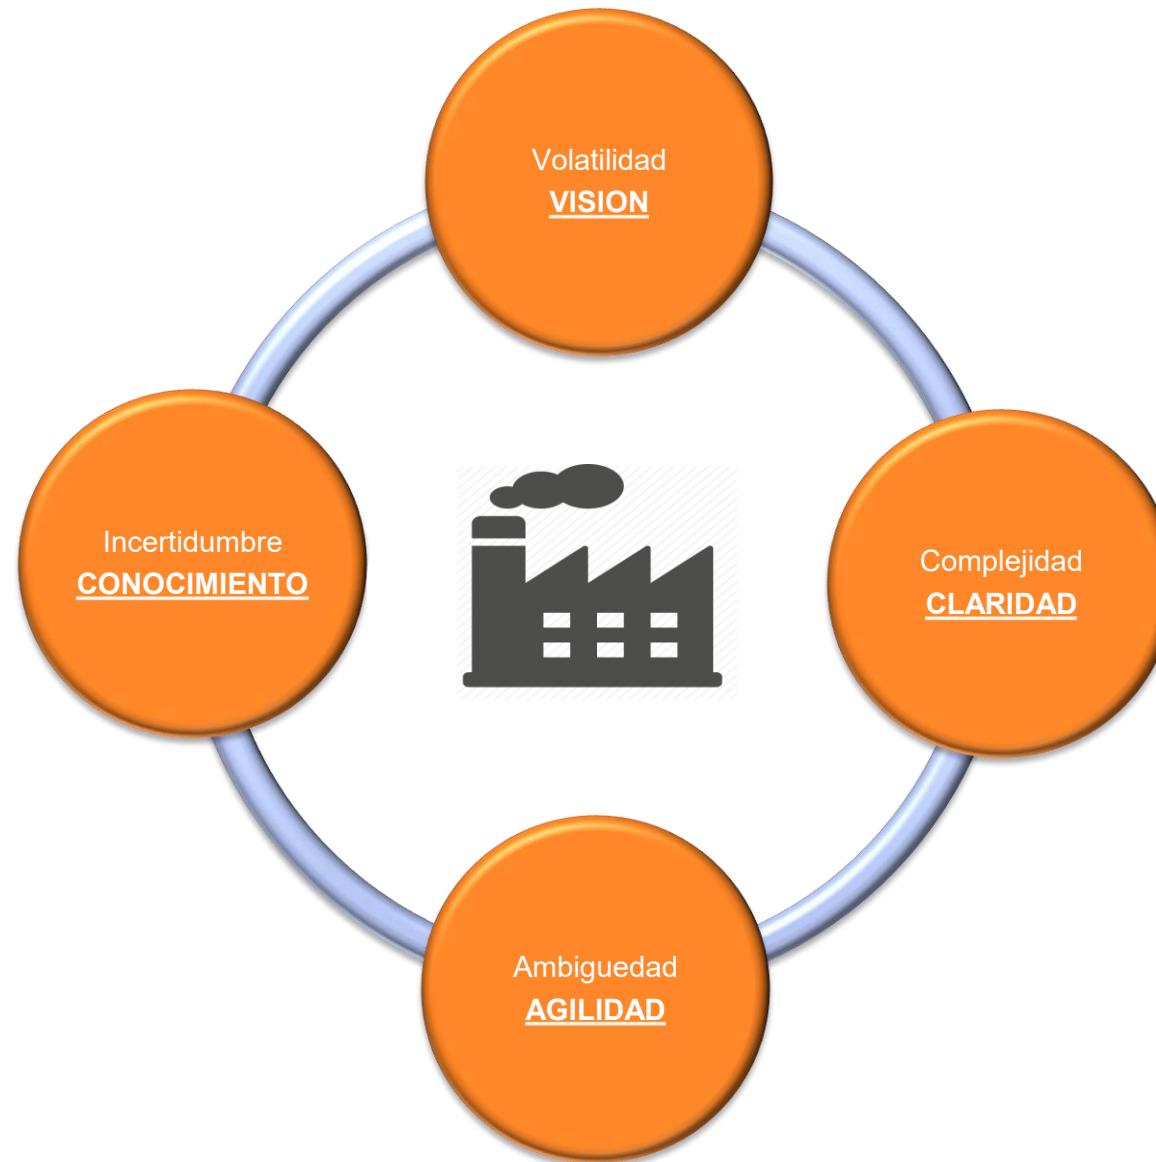 Volatilidad
VISION
Incertidumbre
CONOCIMIENTO
Complejidad
CLARIDAD
Ambiguedad
AGILIDAD